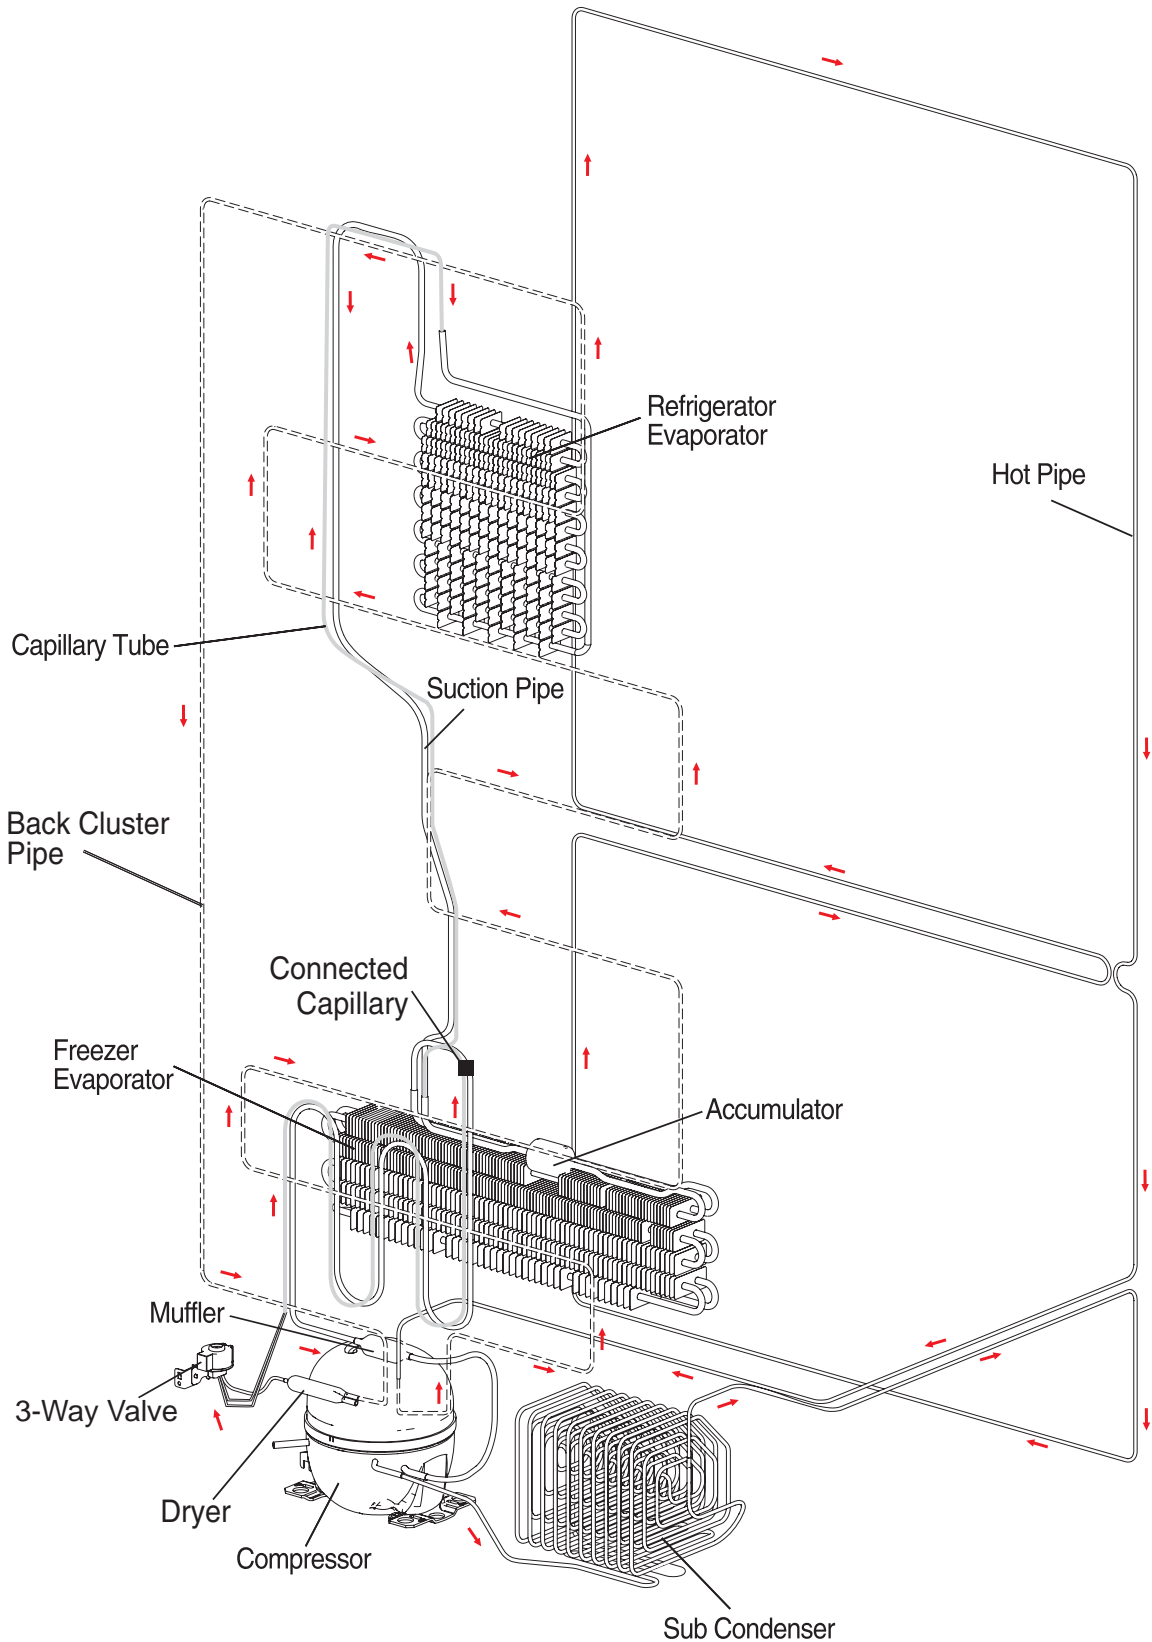 Refrigerator
Evaporator
Hot Pipe
Capillary Tube
Suction Pipe
Back Cluster
Pipe
Connected
Capillary
Freezer
Evaporator
Accumulator
Muffler
3-Way Valve
Dryer
Compressor
Sub Condenser